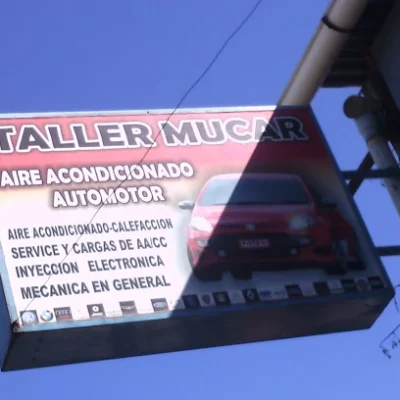 TALLER MUCAR
AIRE ACONDICIONADO
AUTOMOTOR
AIRE ACONDICIONADO-CALEFACCION
SERVICE Y CARGAS DE AA/CC
INYECCION ELECTRONICA
MECANICA EN GENERAL